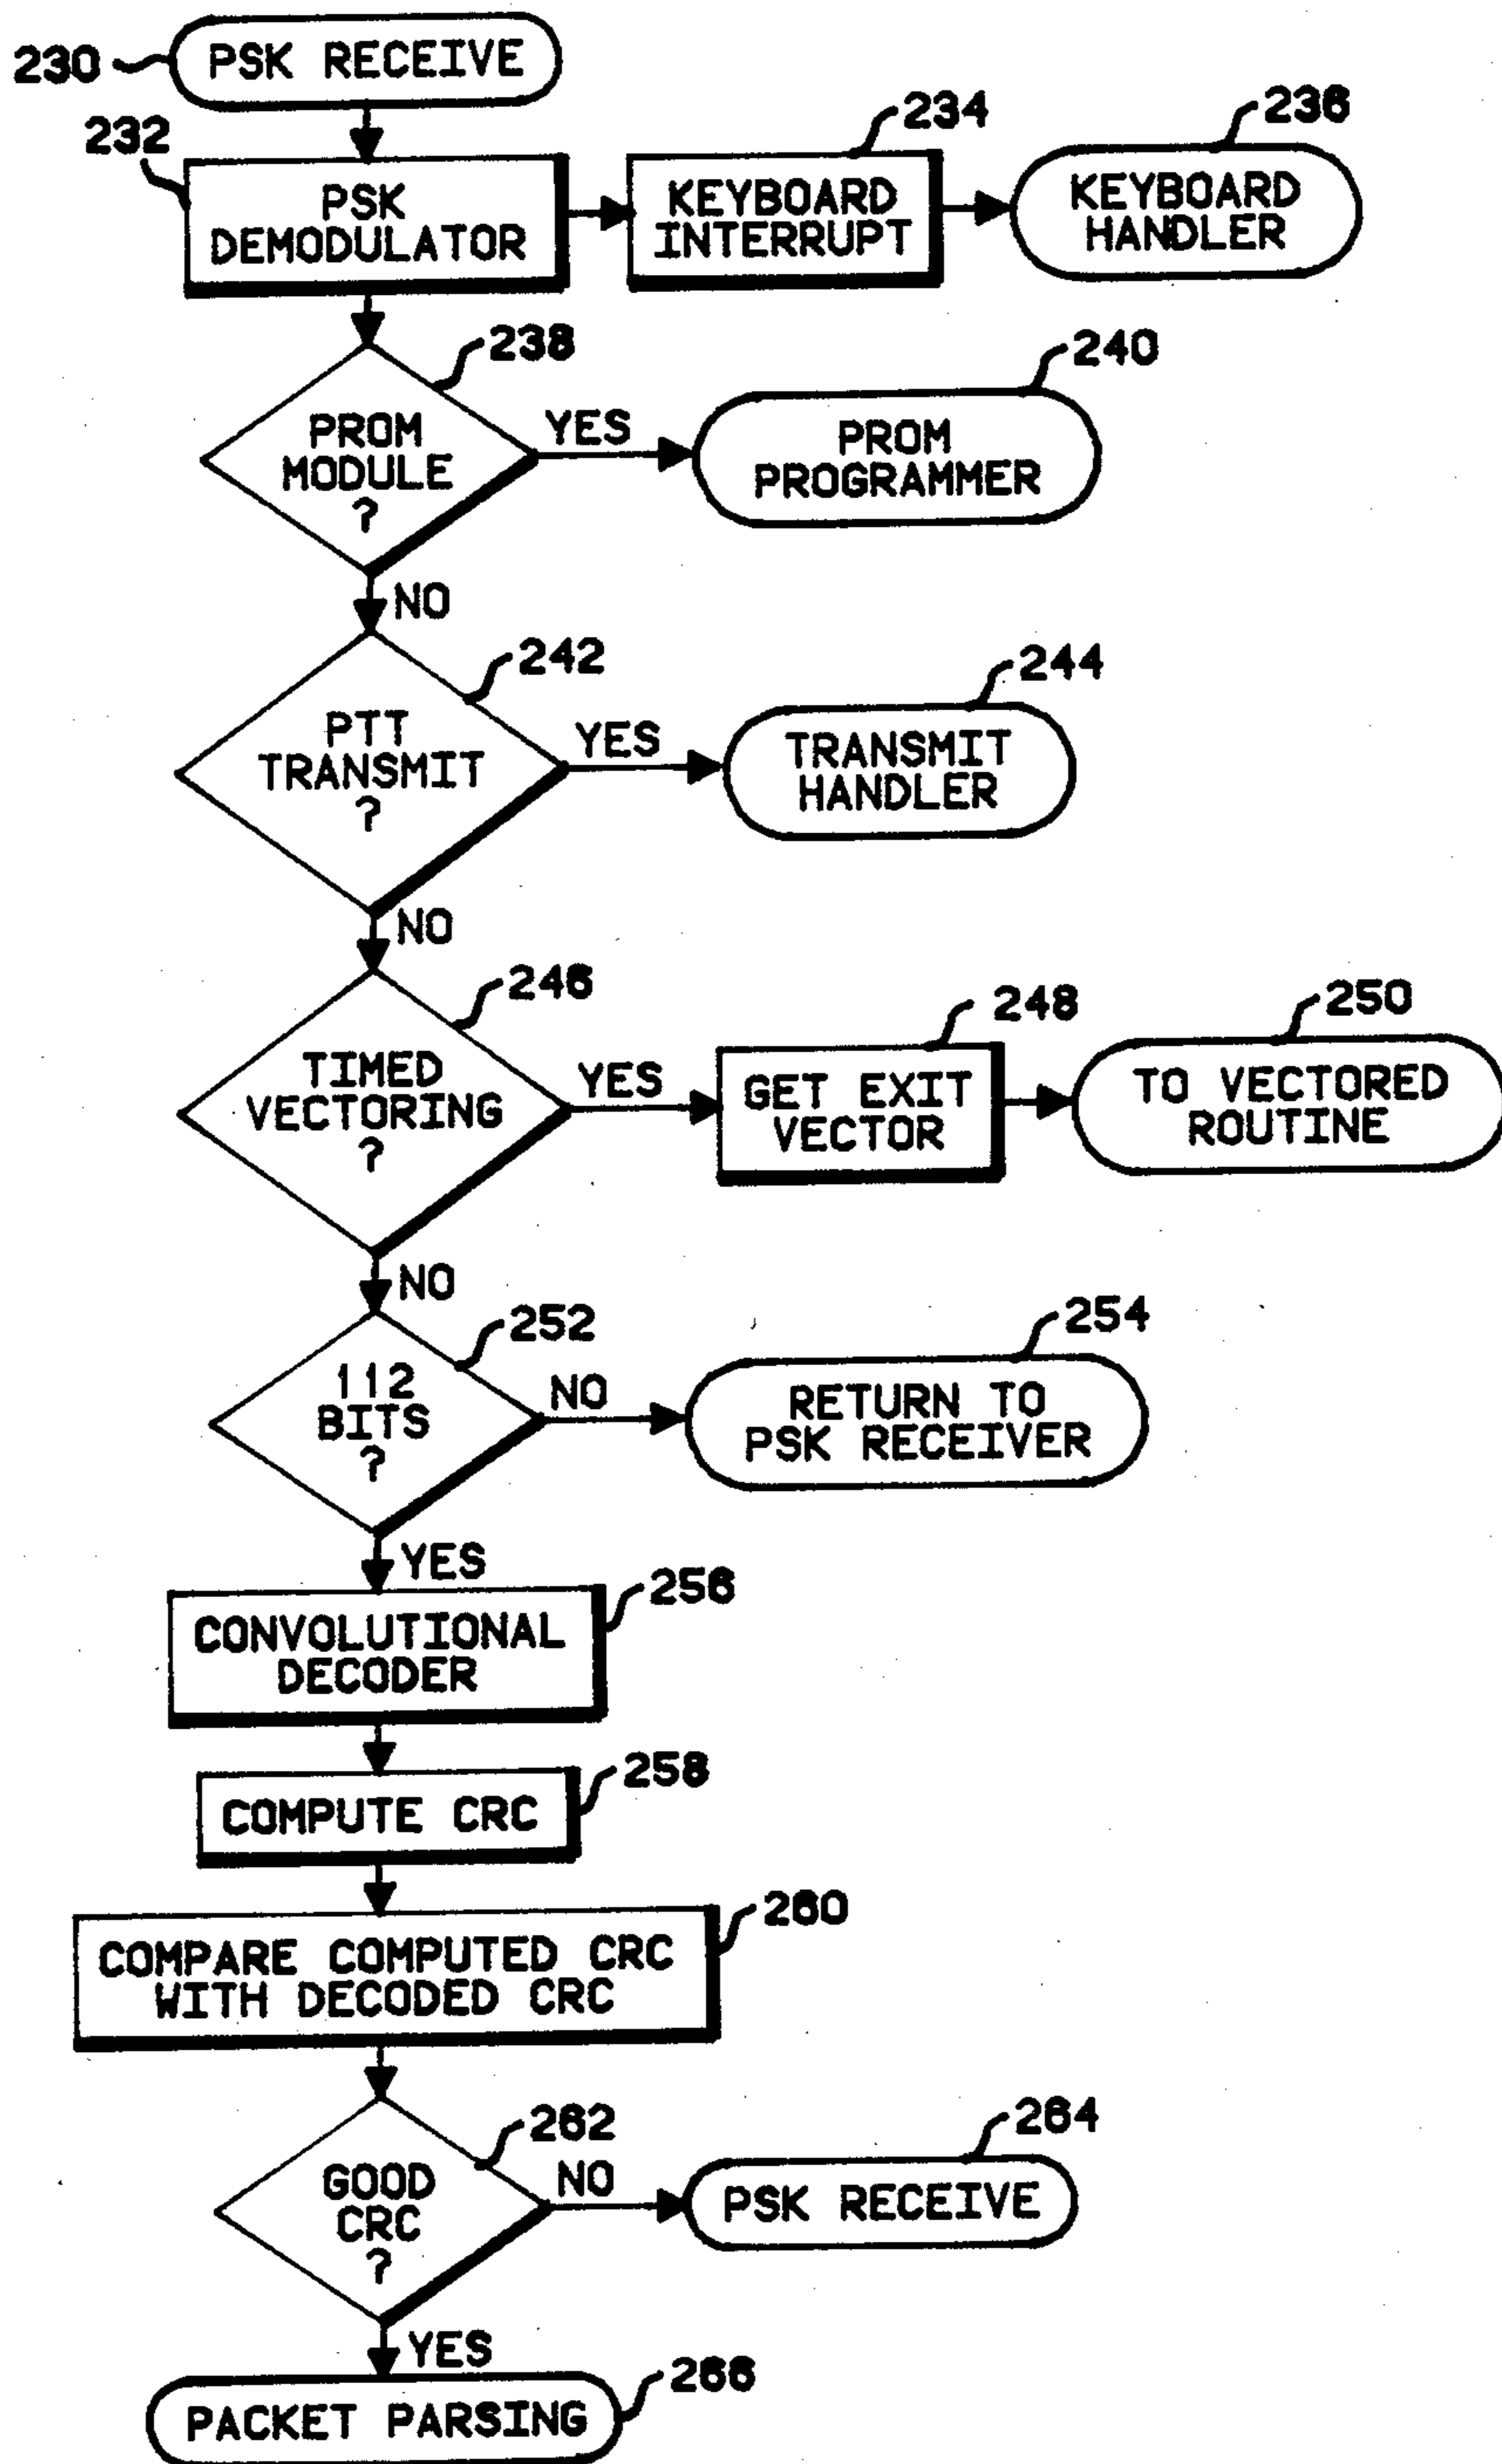 230
PSK RECEIVE
232
234
236
PSK
DEMODULATOR
KEYBOARD
INTERRUPT
KEYBOARD
HANDLER
238
240
PROM
MODULE
?
YES
PROM
PROGRAMMER
NO
242
244
PTT
TRANSMIT
?
YES
TRANSMIT
HANDLER
NO
246
248
250
TIMED
VECTORING
?
YES
GET EXIT
VECTOR
TO VECTORED
ROUTINE
NO
252
254
112
BITS
?
NO
RETURN TO
PSK RECEIVER
YES
256
CONVOLUTIONAL
DECODER
258
COMPUTE CRC
260
COMPARE COMPUTED CRC
WITH DECODED CRC
262
264
GOOD
CRC
?
NO
PSK RECEIVE
YES
266
PACKET PARSING